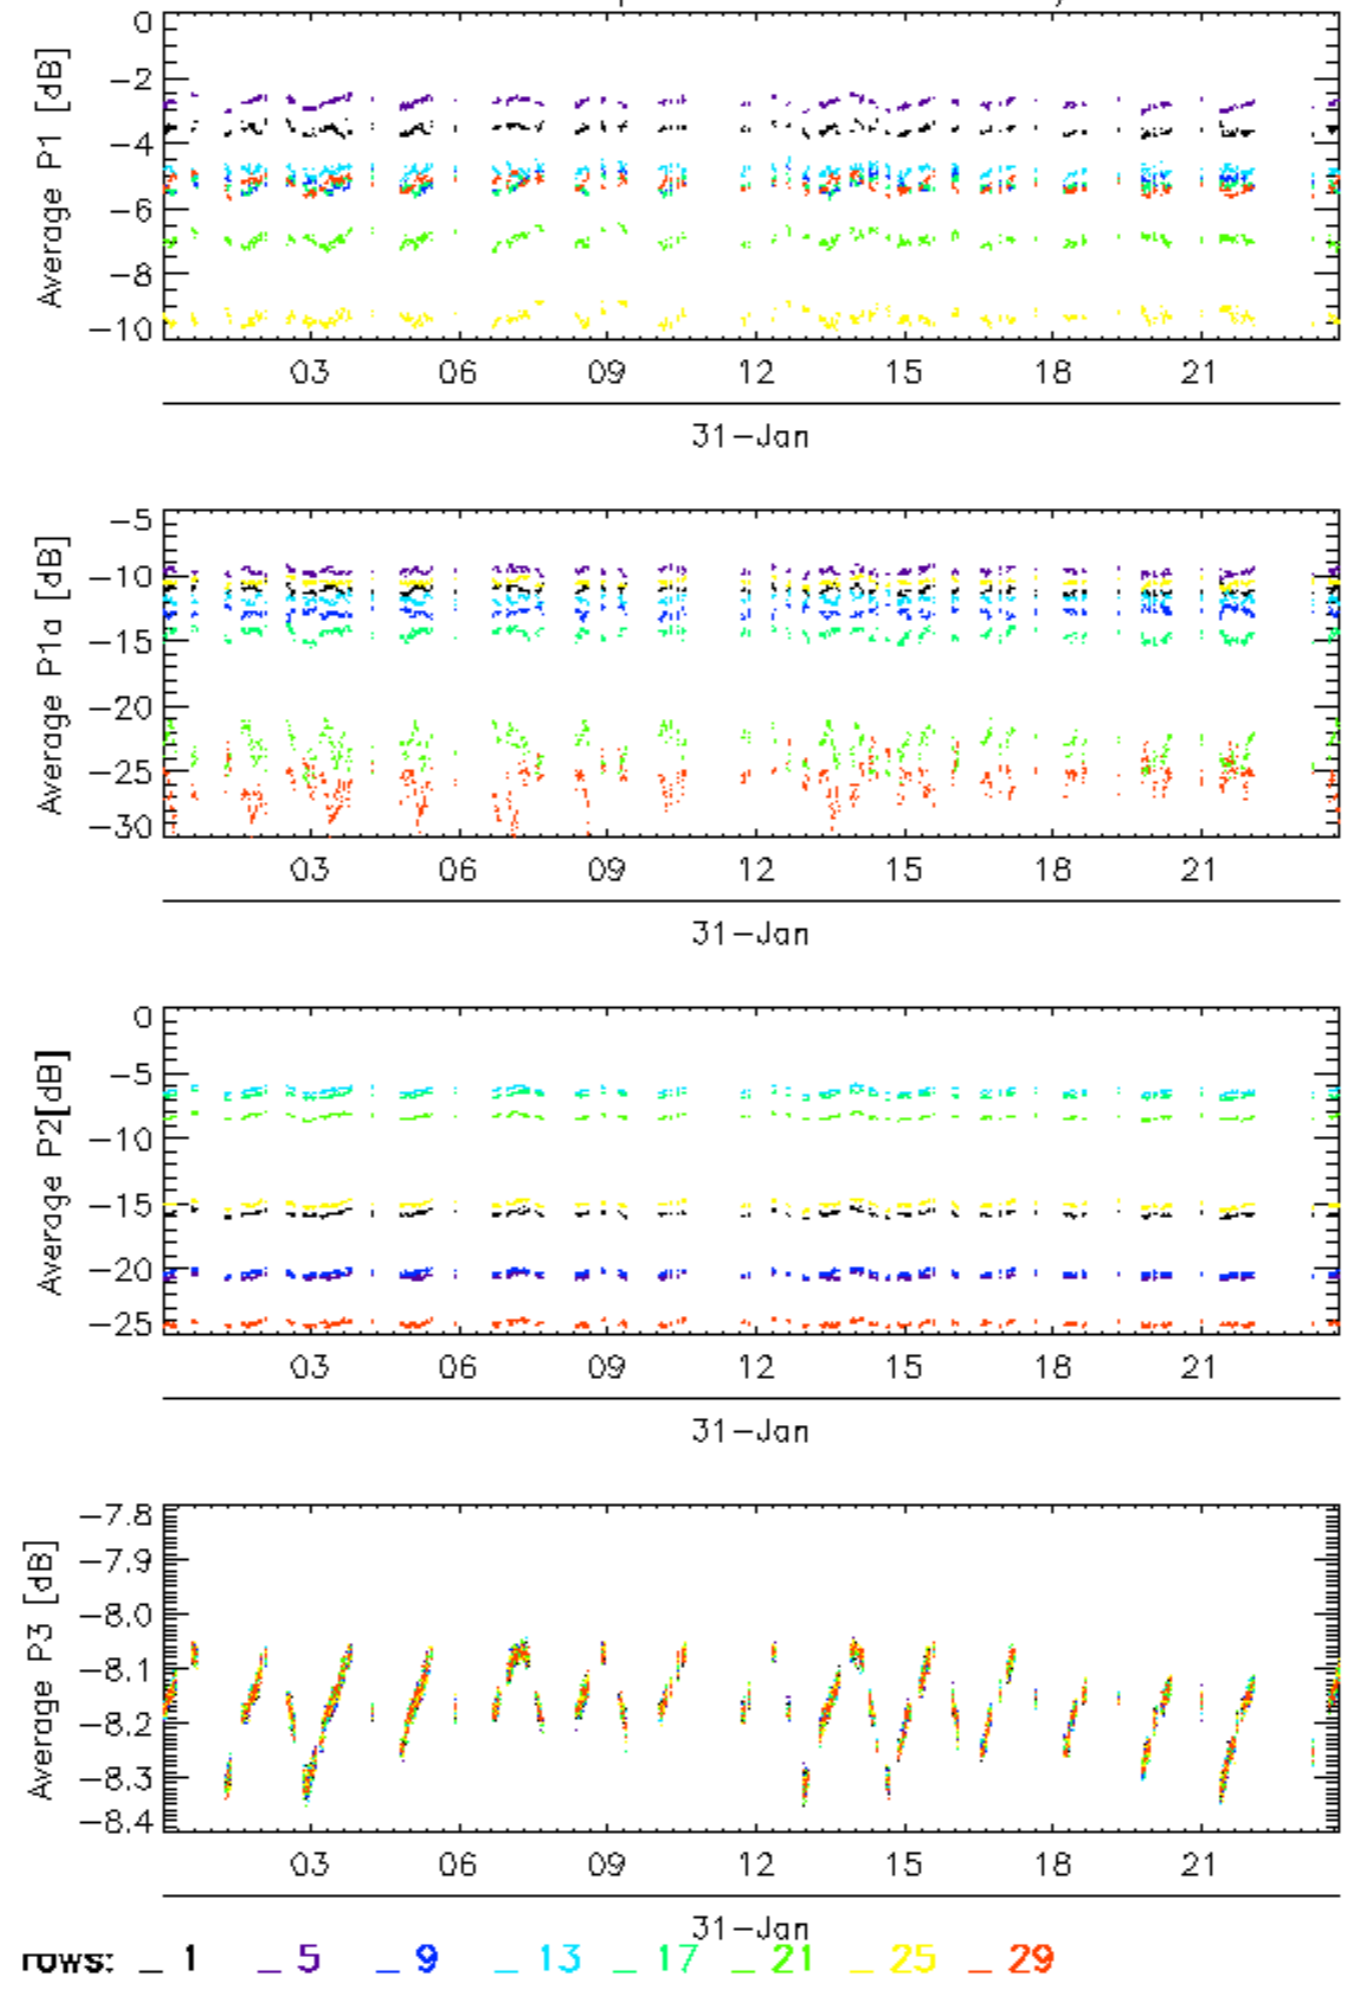 0
−2
−4
−6
−8
−10
Average P1 [dB]
03 06 09 12 15 18 21
31−Jan
−5
−10
−15
−20
−25
−30
Average P1a [dB]
03 06 09 12 15 18 21
31−Jan
0
−5
−10
−15
−20
−25
Average P2[dB]
03 06 09 12 15 18 21
31−Jan
−7.8
−7.9
−8.0
−8.1
−8.2
−8.3
−8.4
Average P3 [dB]
03 06 09 12 15 18 21
31−Jan
rows: _ 1 _ 5 _ 9 _ 13 _ 17 _ 21 _ 25 _ 29